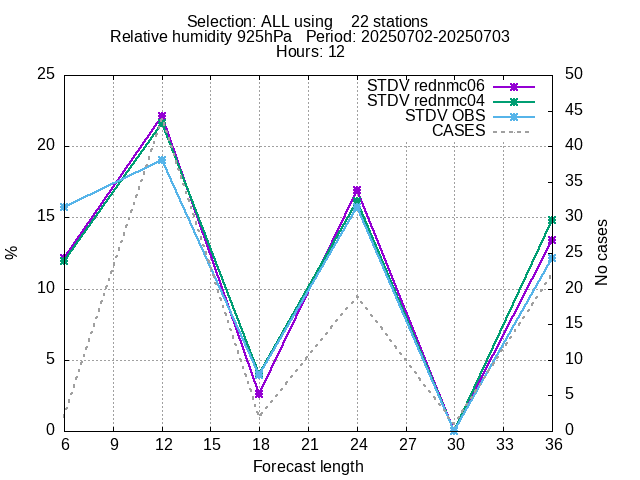 Selection: ALL using 22 stations
Relative humidity 925hPa Period: 20250702-20250703
Hours: 12
STDV rednmc06
STDV rednmc04
STDV OBS
CASES
25
20
15
10
5
0
%
50
45
40
35
30
25
20
15
10
5
0
No cases
6 9 12 15 18 21 24 27 30 33 36
Forecast length